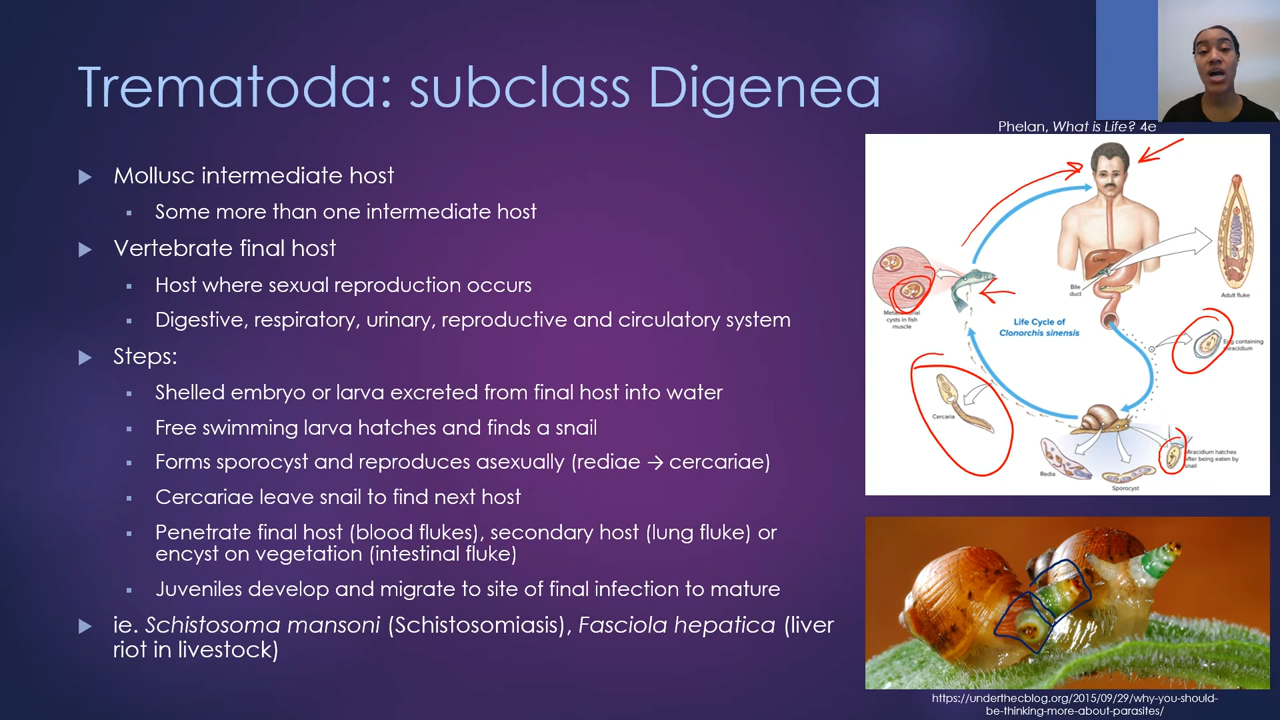 Trematoda: subclass Digenea
Phelan, What is Life? 4e
Mollusc intermediate host
Some more than one intermediate host
Vertebrate final host
Host where sexual reproduction occurs
Digestive, respiratory, urinary, reproductive and circulatory system
Steps:
Shelled embryo or larva excreted from final host into water
Free swimming larva hatches and finds a snail
Forms sporocyst and reproduces asexually (rediae → cercariae)
Cercariae leave snail to find next host
Penetrate final host (blood flukes), secondary host (lung fluke) or
encyst on vegetation (intestinal fluke)
Juveniles develop and migrate to site of final infection to mature
ie. Schistosoma mansoni (Schistosomiasis), Fasciola hepatica (liver
riot in livestock)
Liver
Bile
duct
Adult fluke
cysts in fish
muscle
Life Cycle of
Clonorchis sinensis
containing
Cercaria
Redia
Sporocyst
hatches
after being eaten by
snail
https://underthecblog.org/2015/09/29/why-you-should-
be-thinking-more-about-parasites/